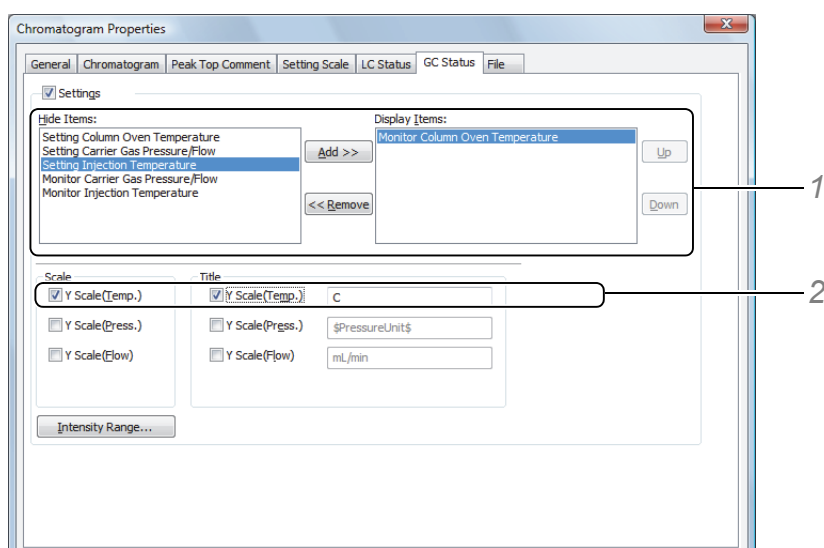 Chromatogram Properties
General Chromatogram Peak Top Comment Setting Scale LC Status GC Status File
Settings
Hide Items:
Display Items:
Setting Column Oven Temperature
Setting Carrier Gas Pressure/Flow
Setting Injection Temperature
Monitor Carrier Gas Pressure/Flow
Monitor Injection Temperature
Add >>
<< Remove
Monitor Column Oven Temperature
Up
Down
1
Scale
Title
Y Scale(Temp.) Y Scale(Temp.) C
2
Y Scale(Press.) Y Scale(Press.) $PressureUnit$
Y Scale(Flow) Y Scale(Flow) mL/min
Intensity Range...